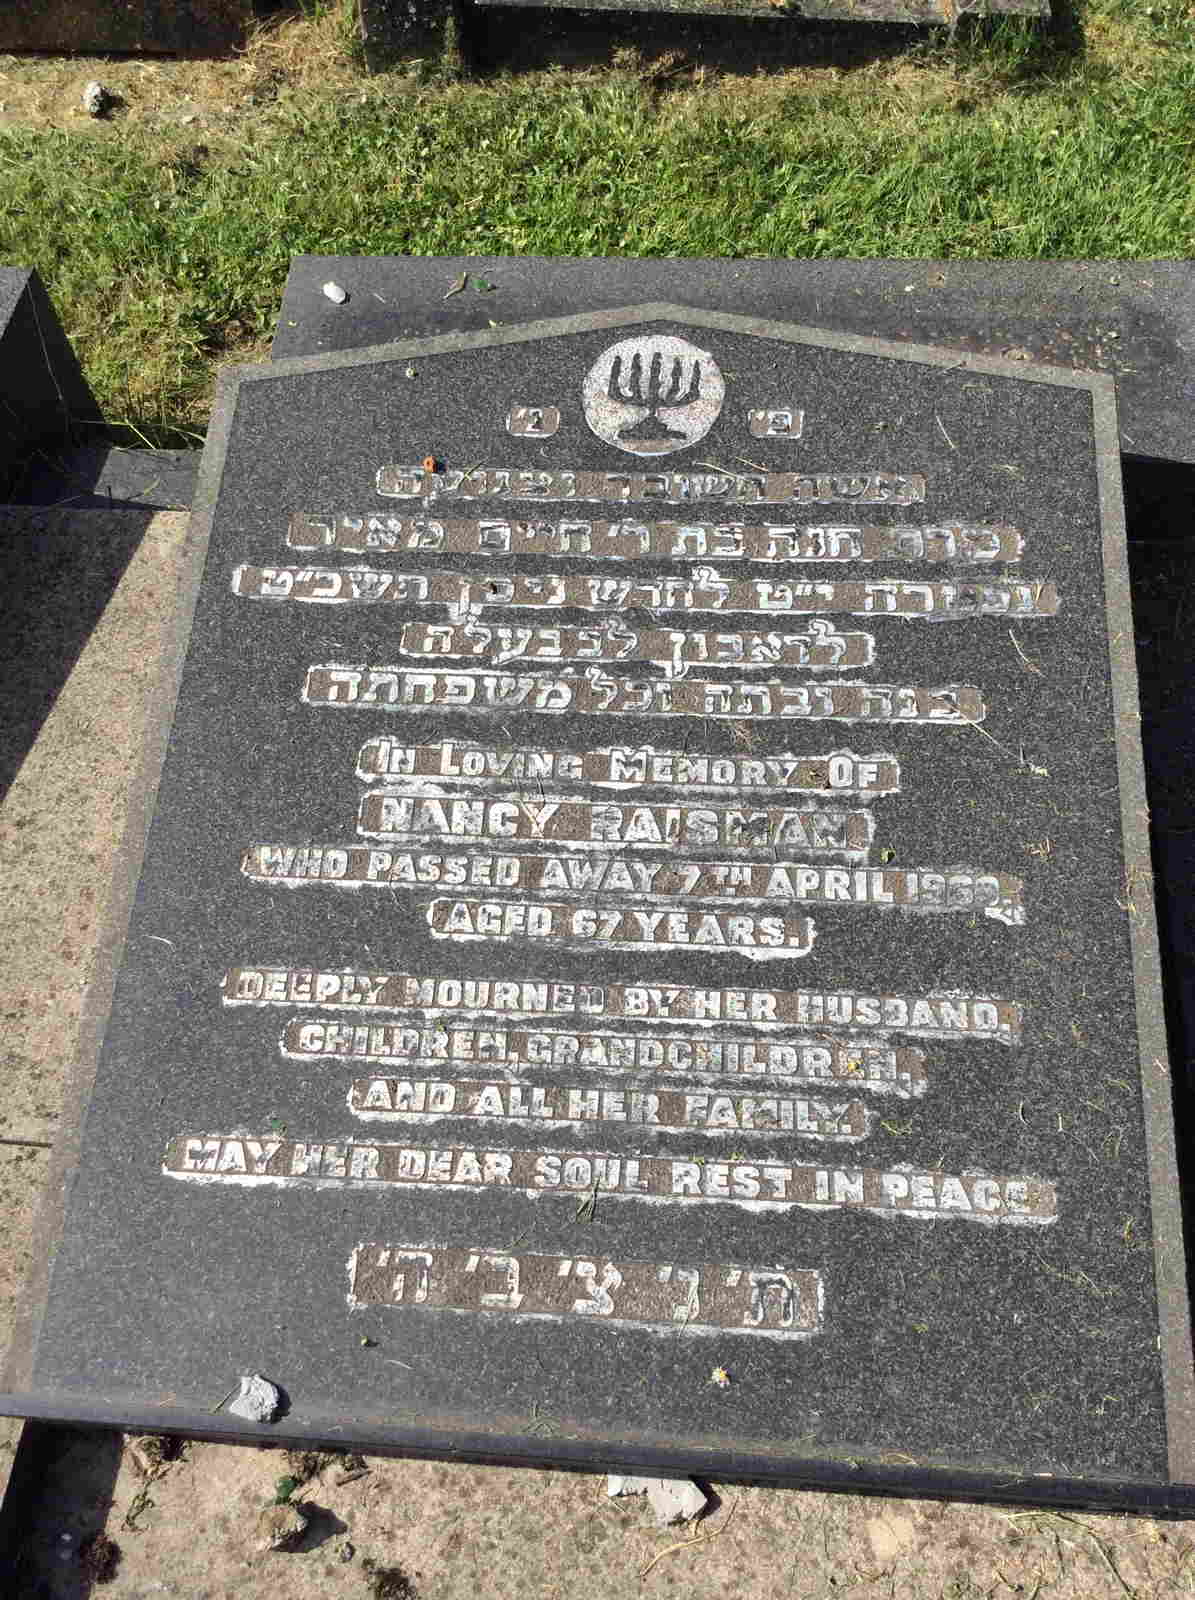 פ' נ'
אשה חשובה וצנועה
מרת חנה בת ר' חיים מאיר
נפטרה י"ט לחדש ניסן תשכ"ט
לדאבון לב בעלה
בנה ובתה וכל משפחתה
IN LOVING MEMORY OF
NANCY RAISMAN
WHO PASSED AWAY 7TH APRIL 1969,
AGED 67 YEARS.
DEEPLY MOURNED BY HER HUSBAND,
CHILDREN, GRANDCHILDREN,
AND ALL HER FAMILY.
MAY HER DEAR SOUL REST IN PEACE
ת' נ' צ' ב' ה'